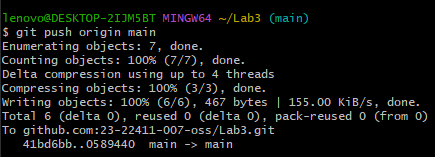 lenovo@DESKTOP-2IJM5BT MINGW64 ~/Lab3 (main)
$ git push origin main
Enumerating objects: 7, done.
Counting objects: 100% (7/7), done.
Delta compression using up to 4 threads
Compressing objects: 100% (3/3), done.
Writing objects: 100% (6/6), 467 bytes | 155.00 KiB/s, done.
Total 6 (delta 0), reused 0 (delta 0), pack-reused 0 (from 0)
To github.com:23-22411-007-oss/Lab3.git
   41bd6bb..0589440  main -> main